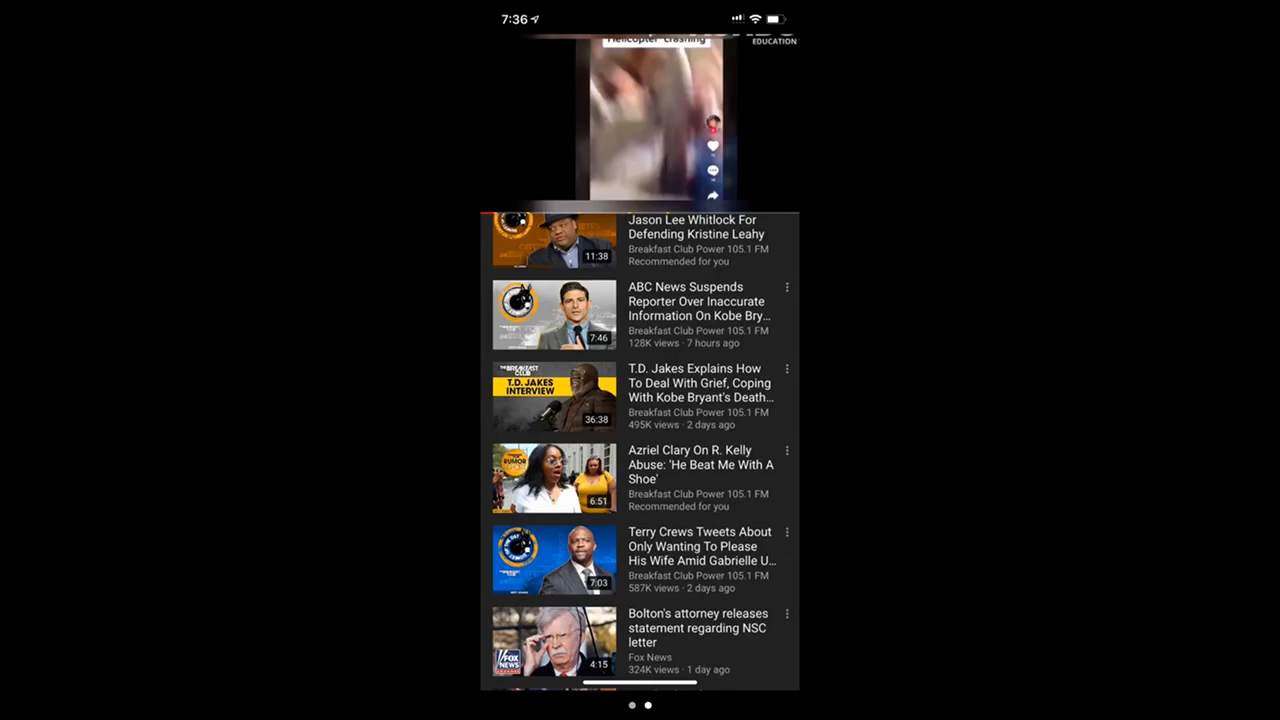 7:36
Helicopter crashing
EDUCATION
Jason Lee Whitlock For
Defending Kristine Leahy
Breakfast Club Power 105.1 FM
Recommended for you
11:38
ABC News Suspends
Reporter Over Inaccurate
Information On Kobe Bry...
Breakfast Club Power 105.1 FM
128K views · 7 hours ago
7:46
THE BREAKFAST
CLUB
T.D. JAKES
INTERVIEW
T.D. Jakes Explains How
To Deal With Grief, Coping
With Kobe Bryant's Death...
Breakfast Club Power 105.1 FM
495K views · 2 days ago
36:38
RUMOR
Azriel Clary On R. Kelly
Abuse: 'He Beat Me With A
Shoe'
Breakfast Club Power 105.1 FM
Recommended for you
6:51
Terry Crews Tweets About
Only Wanting To Please
His Wife Amid Gabrielle U...
Breakfast Club Power 105.1 FM
587K views · 2 days ago
7:03
FOX
NEWS
Bolton's attorney releases
statement regarding NSC
letter
Fox News
324K views · 1 day ago
4:15